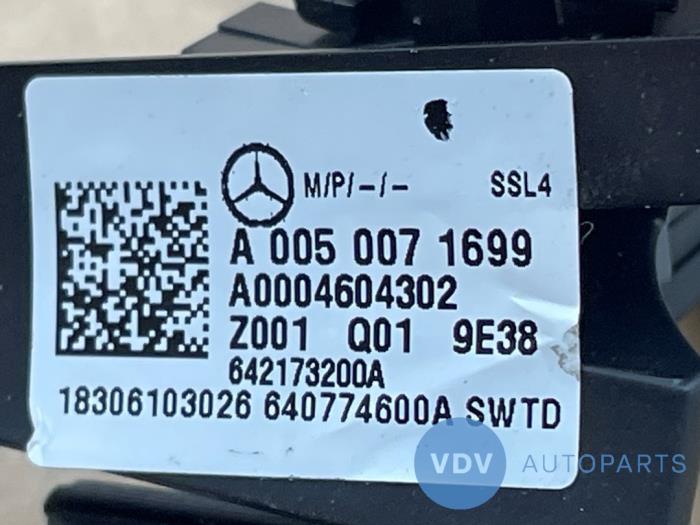 M/P/-/- SSL4
A 005 007 1699
A0004604302
Z001 Q01 9E38
642173200A
18306103026 640774600A SWTD
VDV AUTOPARTS